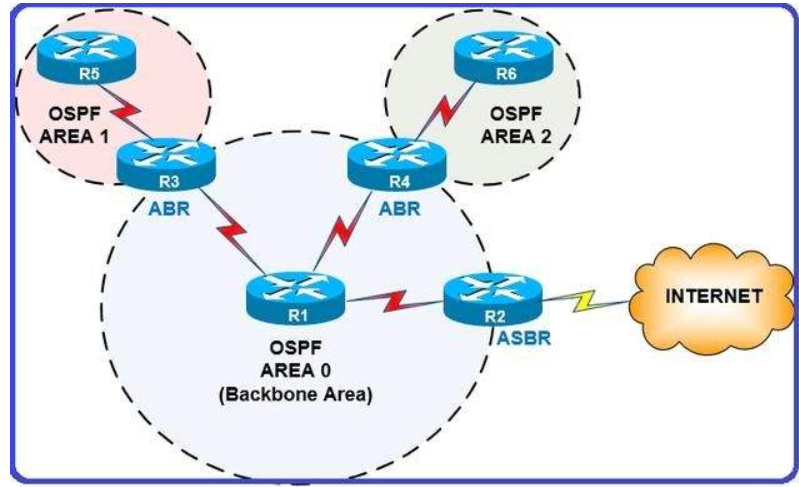 R5
OSPF
AREA 1
R3
ABR
R6
OSPF
AREA 2
R4
ABR
R1
OSPF
AREA 0
(Backbone Area)
R2
ASBR
INTERNET